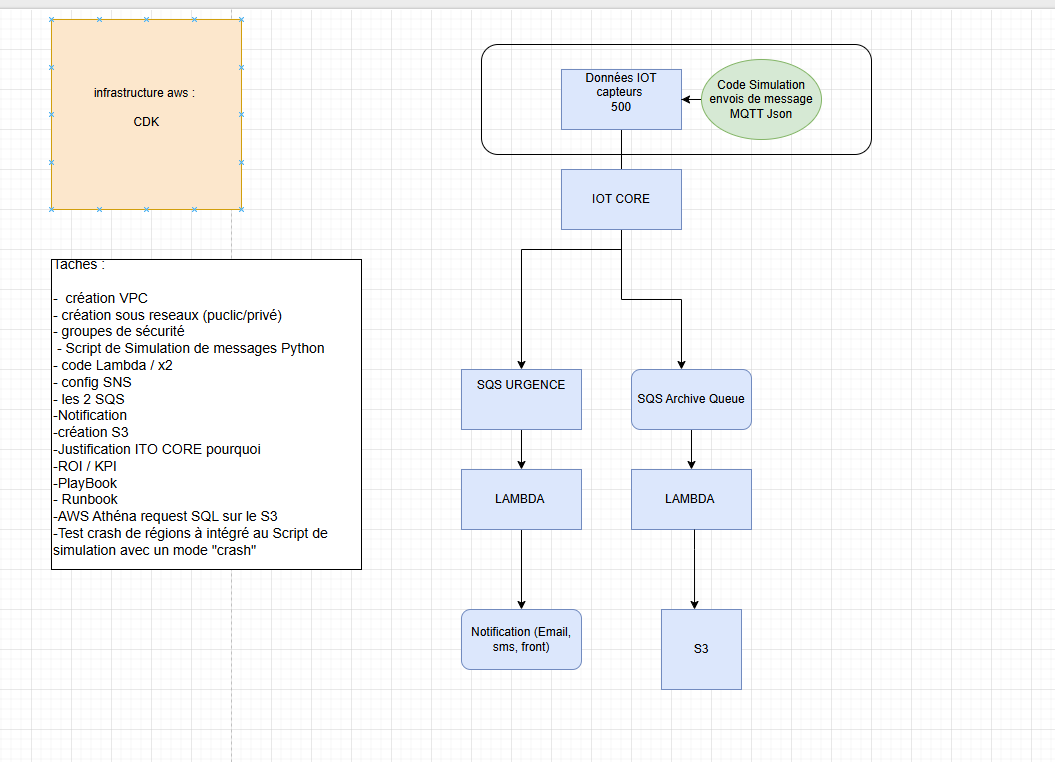 infrastructure aws :
CDK
Données IOT
capteurs
500
Code Simulation
envois de message
MQTT Json
IOT CORE
Taches :
- création VPC
- création sous reseaux (puclic/privé)
- groupes de sécurité
- Script de Simulation de messages Python
- code Lambda / x2
- config SNS
- les 2 SQS
-Notification
-création S3
-Justification ITO CORE pourquoi
-ROI / KPI
-PlayBook
- Runbook
-AWS Athéna request SQL sur le S3
-Test crash de régions à intégré au Script de
simulation avec un mode "crash"
SQS URGENCE
SQS Archive Queue
LAMBDA
LAMBDA
Notification (Email,
sms, front)
S3